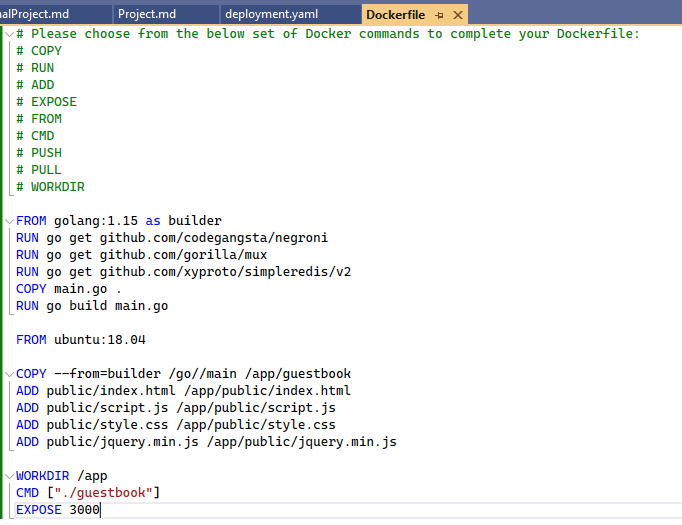 nalProject.md Project.md deployment.yaml Dockerfile
# Please choose from the below set of Docker commands to complete your Dockerfile:
# COPY
# RUN
# ADD
# EXPOSE
# FROM
# CMD
# PUSH
# PULL
# WORKDIR
FROM golang:1.15 as builder
RUN go get github.com/codegangsta/negroni
RUN go get github.com/gorilla/mux
RUN go get github.com/xyproto/simpleredis/v2
COPY main.go .
RUN go build main.go
FROM ubuntu:18.04
COPY --from=builder /go//main /app/guestbook
ADD public/index.html /app/public/index.html
ADD public/script.js /app/public/script.js
ADD public/style.css /app/public/style.css
ADD public/jquery.min.js /app/public/jquery.min.js
WORKDIR /app
CMD ["./guestbook"]
EXPOSE 3000